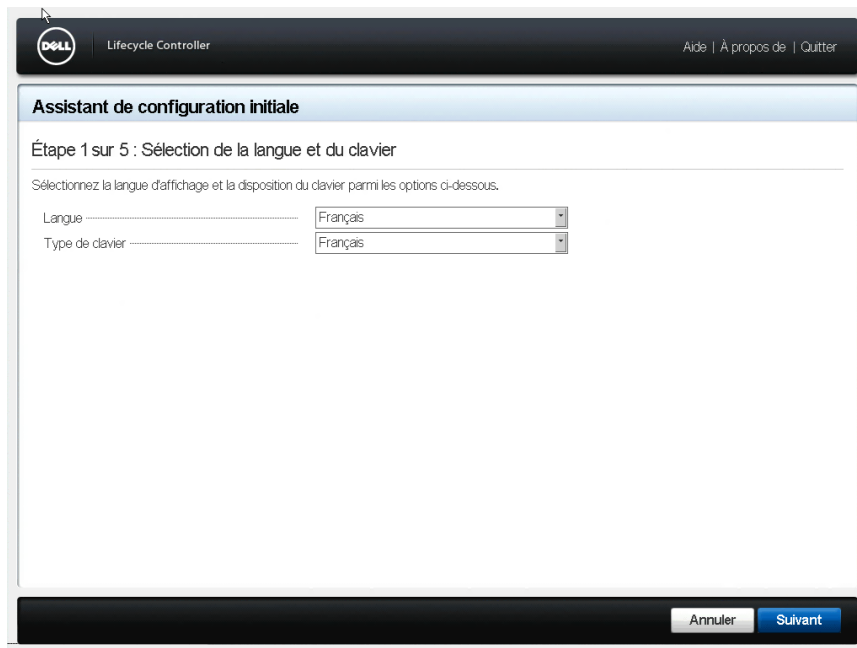 DELL
Lifecycle Controller
Aide | À propos de | Quitter
Assistant de configuration initiale
Étape 1 sur 5 : Sélection de la langue et du clavier
Sélectionnez la langue d'affichage et la disposition du clavier parmi les options ci-dessous.
Langue Français
Type de clavier Français
Annuler Suivant